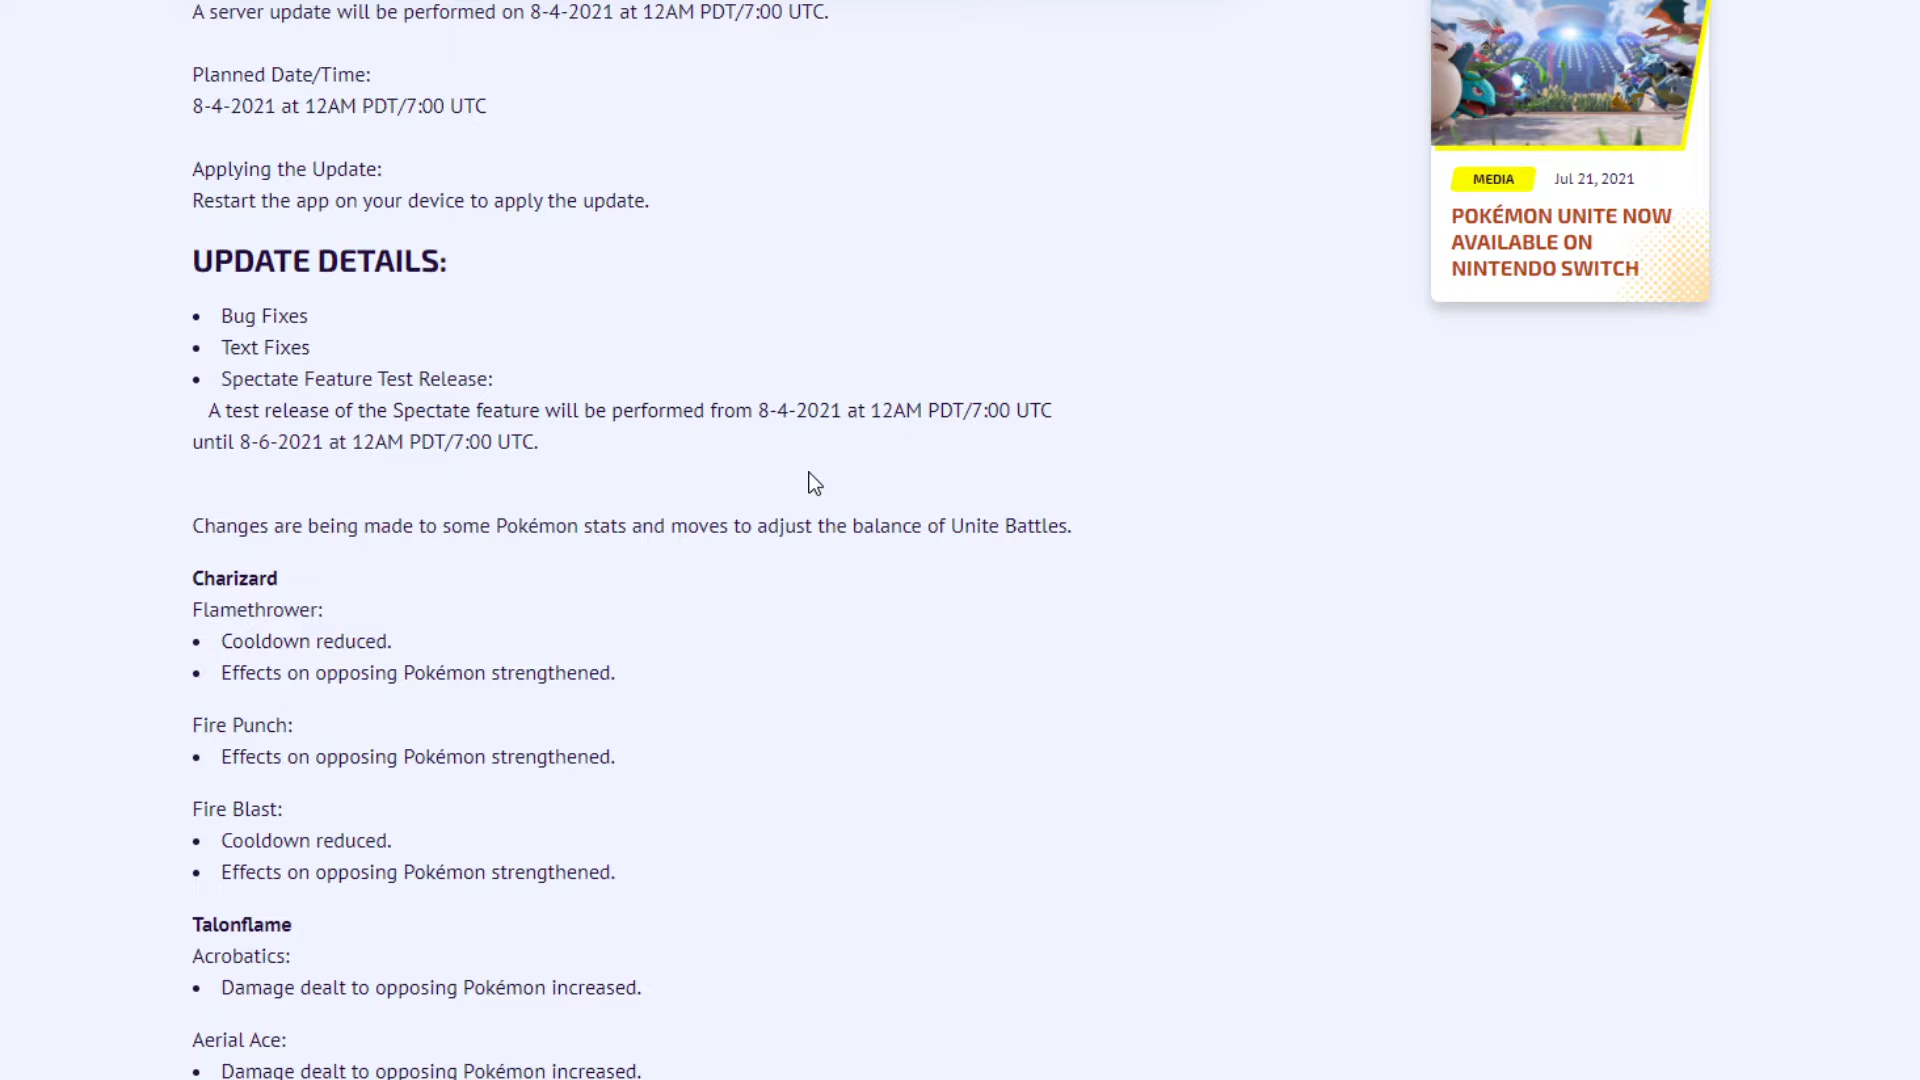 A server update will be performed on 8-4-2021 at 12AM PDT/7:00 UTC.
Planned Date/Time:
8-4-2021 at 12AM PDT/7:00 UTC
Applying the Update:
Restart the app on your device to apply the update.
UPDATE DETAILS:
• Bug Fixes
• Text Fixes
• Spectate Feature Test Release:
A test release of the Spectate feature will be performed from 8-4-2021 at 12AM PDT/7:00 UTC
until 8-6-2021 at 12AM PDT/7:00 UTC.
Changes are being made to some Pokémon stats and moves to adjust the balance of Unite Battles.
Charizard
Flamethrower:
• Cooldown reduced.
• Effects on opposing Pokémon strengthened.
Fire Punch:
• Effects on opposing Pokémon strengthened.
Fire Blast:
• Cooldown reduced.
• Effects on opposing Pokémon strengthened.
Talonflame
Acrobatics:
• Damage dealt to opposing Pokémon increased.
Aerial Ace:
• Damage dealt to opposing Pokémon increased.
MEDIA Jul 21, 2021
POKÉMON UNITE NOW
AVAILABLE ON
NINTENDO SWITCH